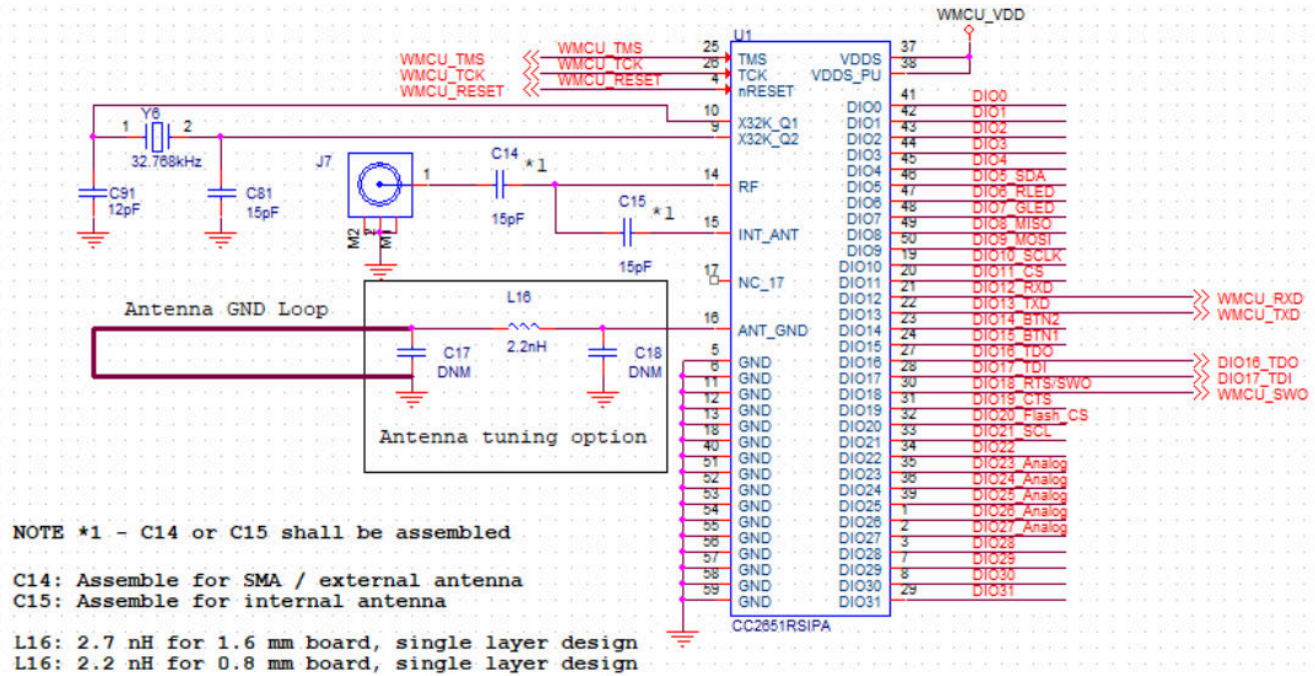 WMCU_VDD
U1
WMCU_TMS WMCU_TMS 25 TMS
WMCU_TCK WMCU_TCK 26 TCK
WMCU_RESET WMCU_RESET 4 nRESET
VDDS 37
VDDS_PU 38
10 X32K_Q1
9 X32K_Q2
Y6
1 2
32.768kHz
C91
12pF
C81
15pF
J7
1
M2
2
M1
C14 *1
15pF
14 RF
C15 *1
15pF
15 INT_ANT
17 NC_17
16 ANT_GND
Antenna GND Loop
L16
2.2nH
C17
DNM
C18
DNM
Antenna tuning option
5 GND
6 GND
11 GND
12 GND
13 GND
18 GND
40 GND
51 GND
52 GND
53 GND
54 GND
55 GND
56 GND
57 GND
58 GND
59 GND
DIO0 41 DIO0
DIO1 42 DIO1
DIO2 43 DIO2
DIO3 44 DIO3
DIO4 45 DIO4
DIO5 46 DIO5_SDA
DIO6 47 DIO6_RLED
DIO7 48 DIO7_GLED
DIO8 49 DIO8_MISO
DIO9 50 DIO9_MOSI
DIO10 19 DIO10_SCLK
DIO11 20 DIO11_CS
DIO12 21 DIO12_RXD WMCU_RXD
DIO13 22 DIO13_TXD WMCU_TXD
DIO14 23 DIO14_BTN2
DIO15 24 DIO15_BTN1
DIO16 27 DIO16_TDO DIO16_TDO
DIO17 28 DIO17_TDI DIO17_TDI
DIO18 30 DIO18_RTS/SWO WMCU_SWO
DIO19 31 DIO19_CTS
DIO20 32 DIO20_Flash_CS
DIO21 33 DIO21_SCL
DIO22 34 DIO22
DIO23 35 DIO23_Analog
DIO24 36 DIO24_Analog
DIO25 39 DIO25_Analog
DIO26 1 DIO26_Analog
DIO27 2 DIO27_Analog
DIO28 3 DIO28
DIO29 7 DIO29
DIO30 8 DIO30
DIO31 29 DIO31
CC2651RSIPA
NOTE *1 - C14 or C15 shall be assembled
C14: Assemble for SMA / external antenna
C15: Assemble for internal antenna
L16: 2.7 nH for 1.6 mm board, single layer design
L16: 2.2 nH for 0.8 mm board, single layer design